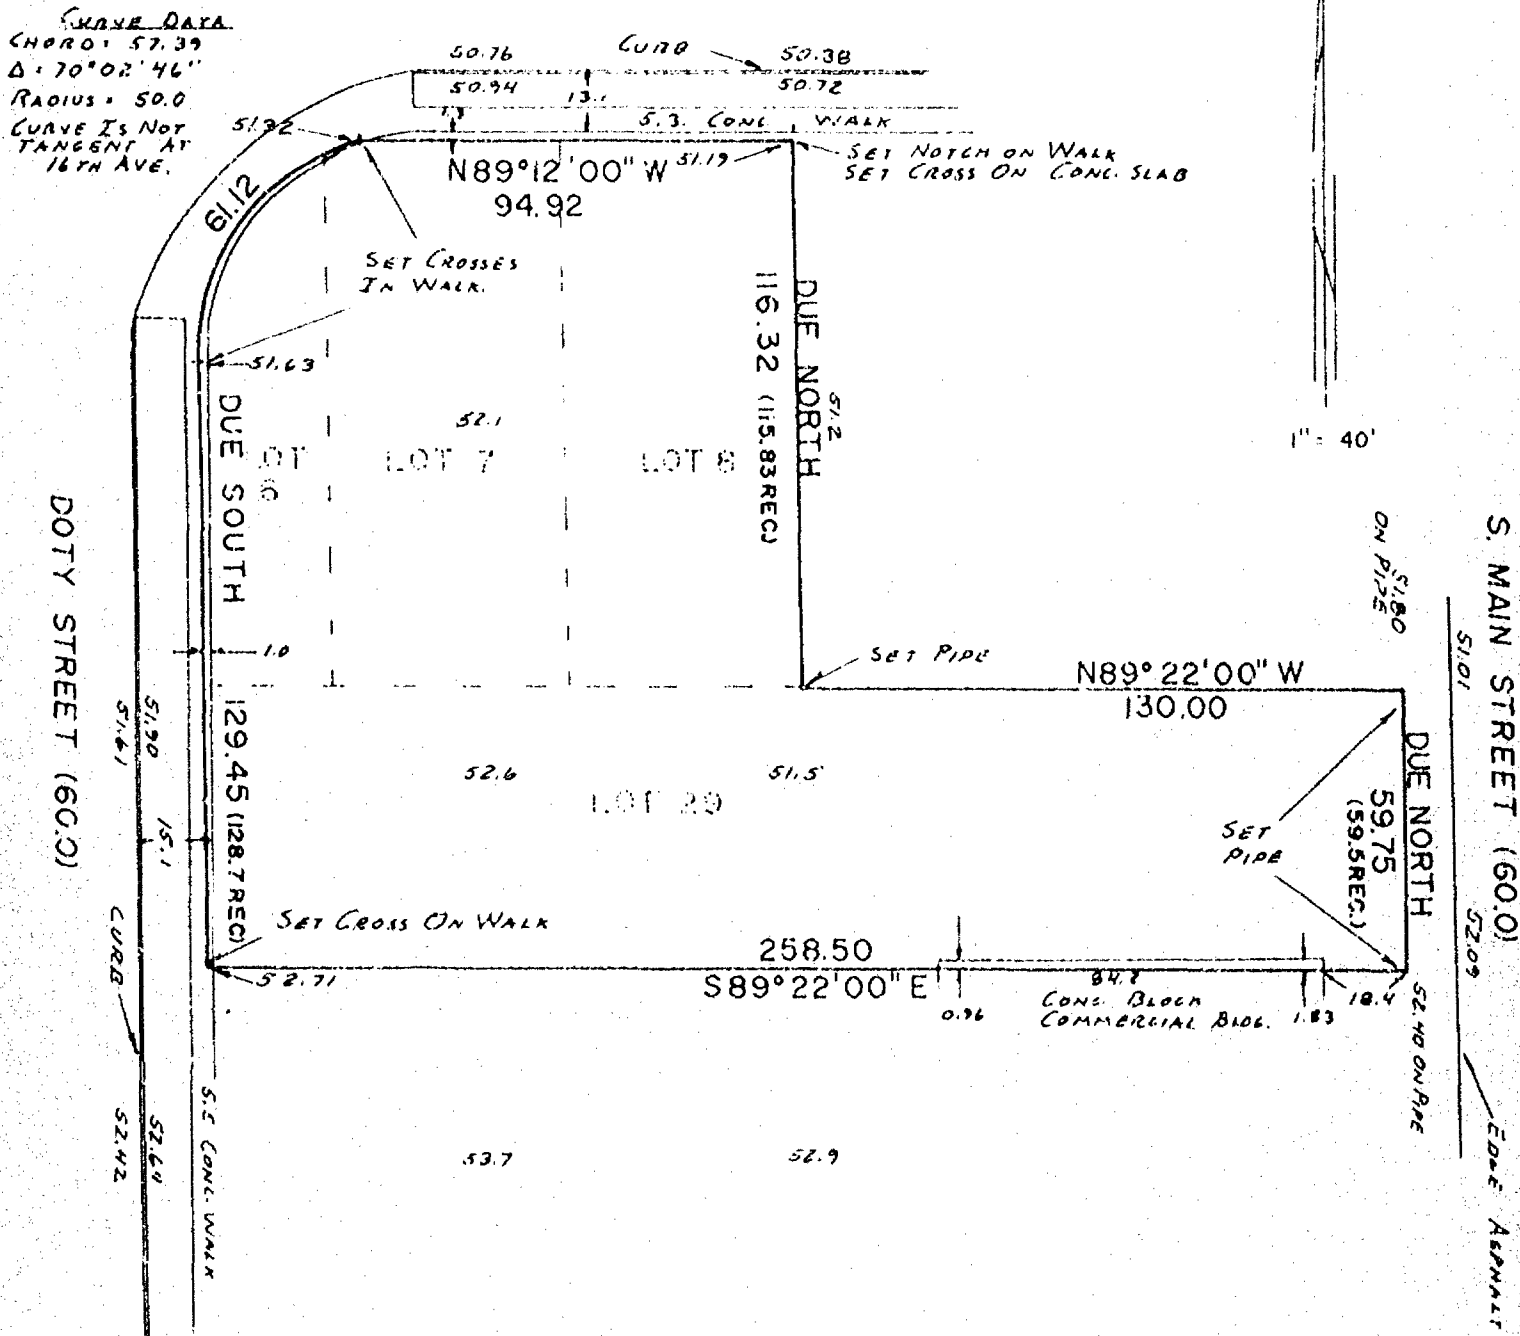 CURVE DATA
CHORD: 57.39
Δ = 70°02'46"
RADIUS = 50.0
CURVE IS NOT
TANGENT AT
16TH AVE.
50.76
CURB
50.38
50.94
13.1
50.72
1.3
5.3 CONC. WALK
51.32
N89°12'00" W
51.19
94.92
SET NOTCH ON WALK
SET CROSS ON CONC. SLAB
61.12
SET CROSSES
IN WALK.
51.63
DUE SOUTH
DUE NORTH
116.32 (115.83 REC.)
51.2
1" = 40'
52.1
LOT 7
LOT 8
DOTY STREET (60.0)
S. MAIN STREET (60.0)
51.80
ON PIPE
51.01
1.0
SET PIPE
N89°22'00" W
130.00
51.90
51.61
129.45 (128.7 REC)
52.6
51.5
LOT 29
15.1
DUE NORTH
59.75
(59.5 REC.)
SET
PIPE
SET CROSS ON WALK
CURB
52.71
258.50
S89°22'00" E
52.09
0.96
CONC. BLOCK
COMMERCIAL BLDG.
18.4
52.40 ON PIPE
EDGE ASPHALT
52.64
52.42
CONC. WALK
53.7
52.9